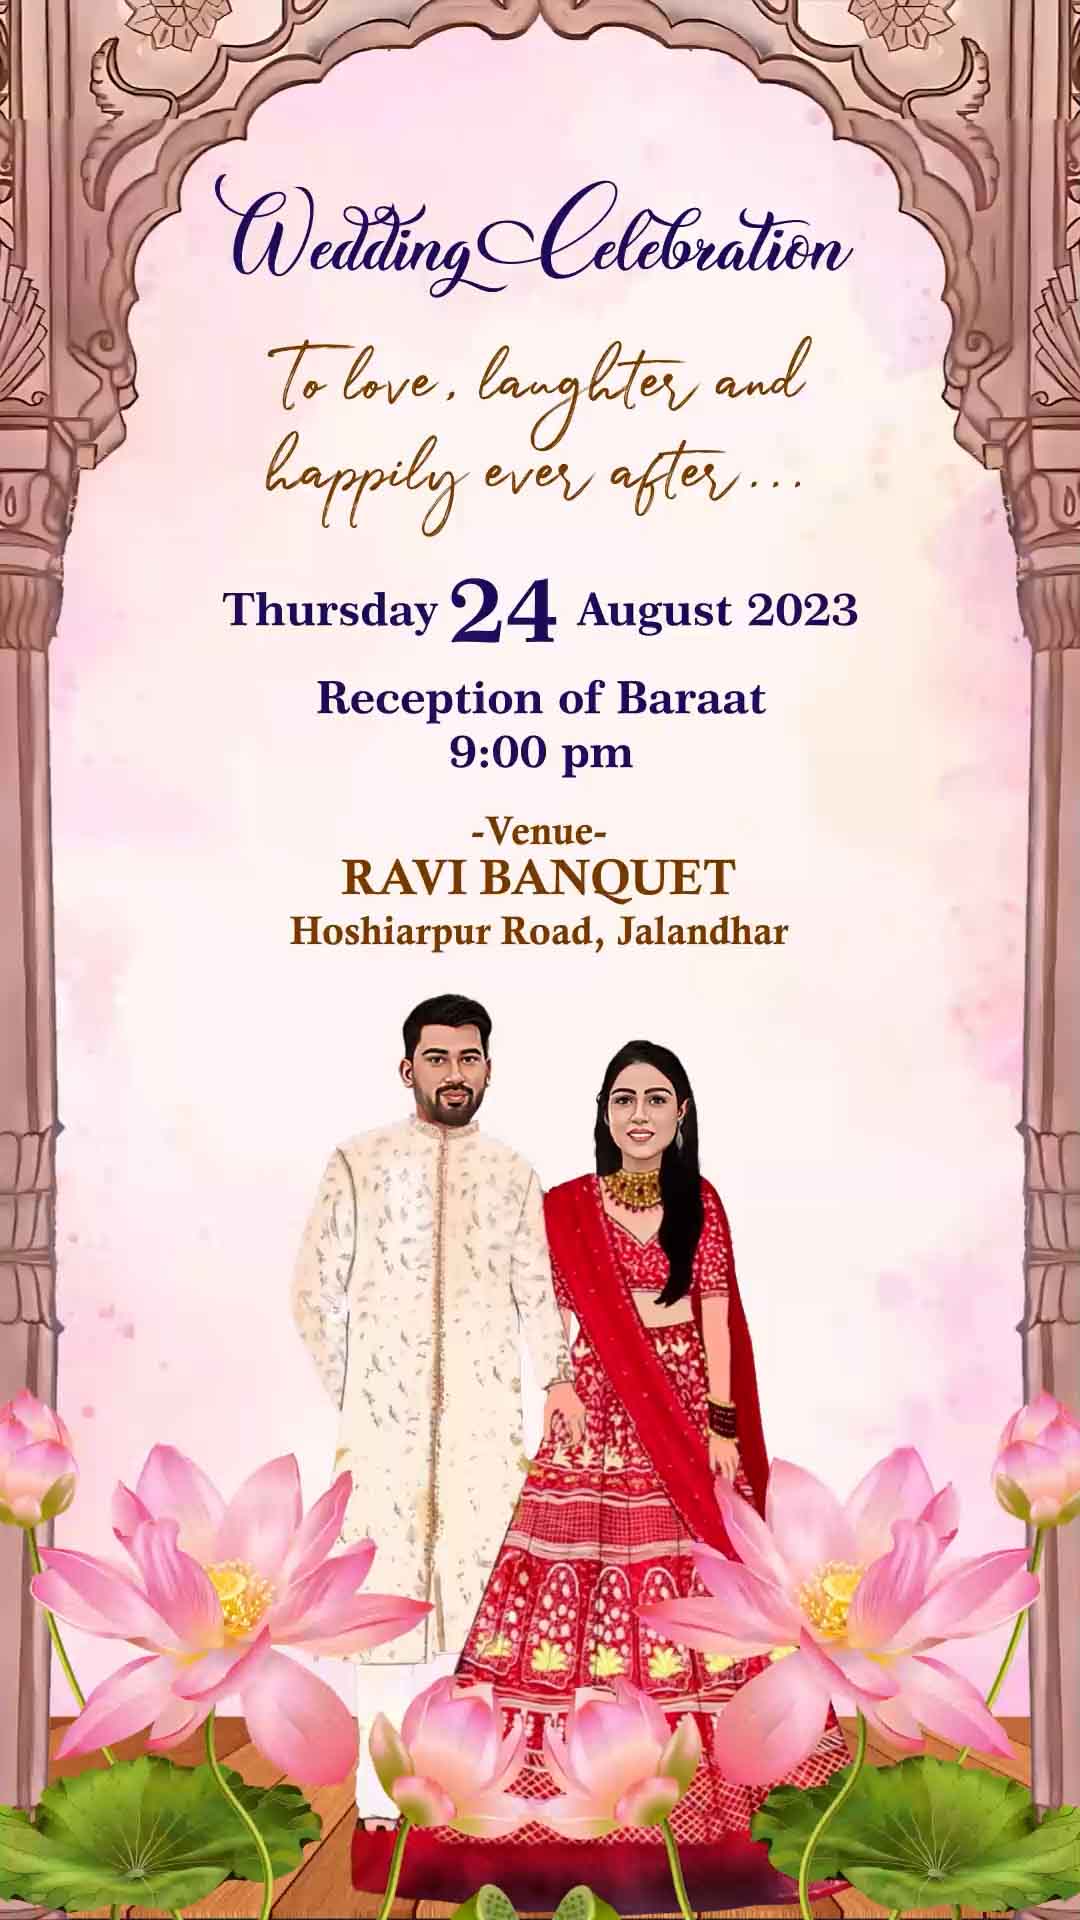 Wedding Celebration
To love, laughter and
happily ever after...
Thursday 24 August 2023
Reception of Baraat
9:00 pm
-Venue-
RAVI BANQUET
Hoshiarpur Road, Jalandhar